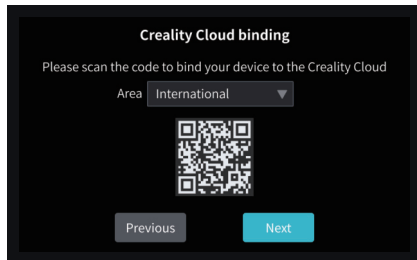 Creality Cloud binding
Please scan the code to bind your device to the Creality Cloud
Area International
Previous Next